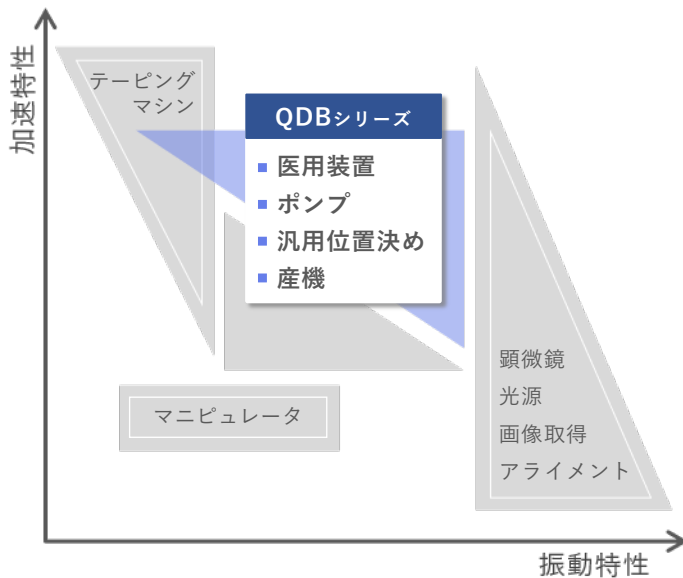 加速特性
テーピング
マシン
QDBシリーズ
医用装置
ポンプ
汎用位置決め
産機
マニピュレータ
顕微鏡
光源
画像取得
アライメント
振動特性